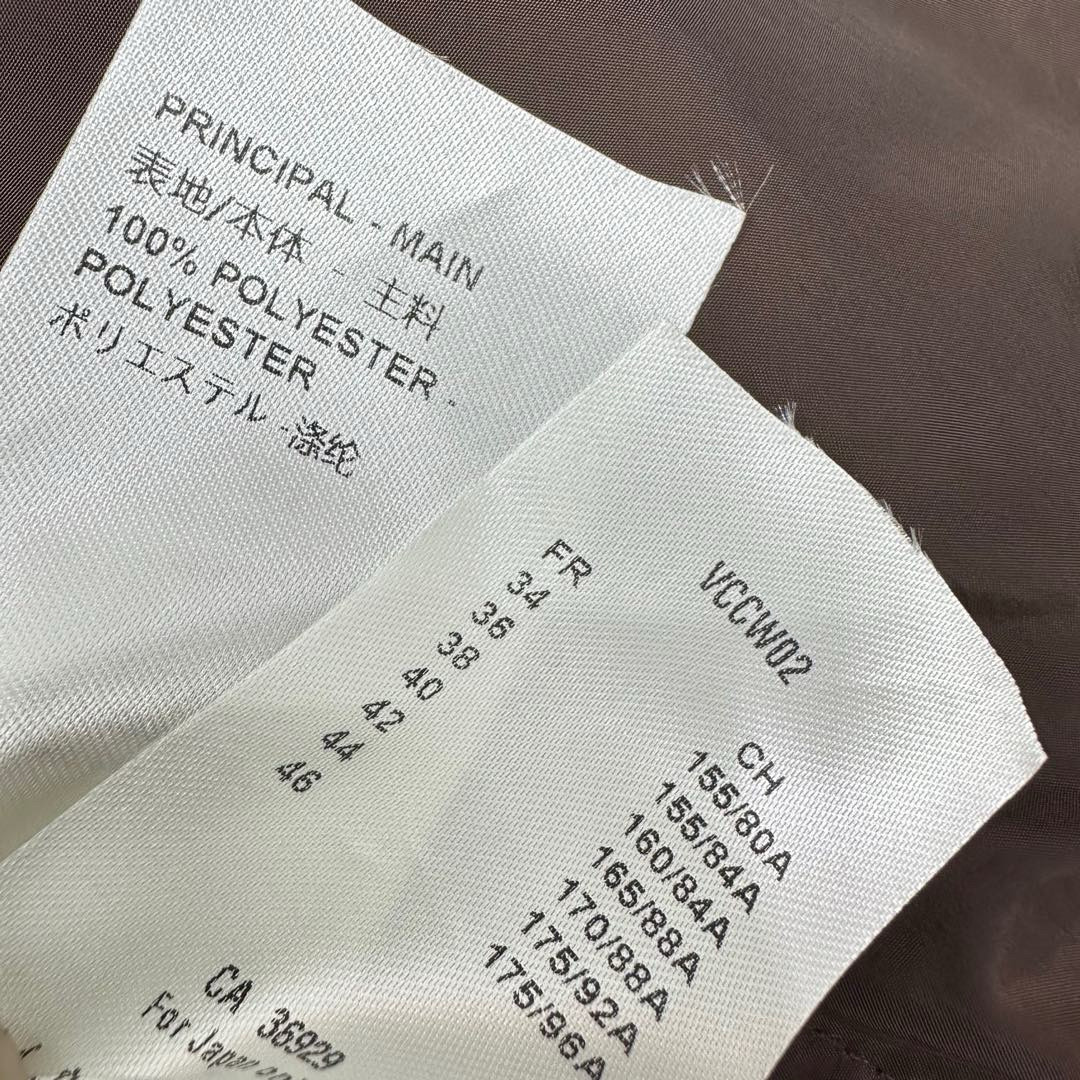 PRINCIPAL - MAIN
表地/本体 - 主料
100% POLYESTER -
POLYESTER
ポリエステル -涤纶
VCCW02
FR
34
36
38
40
42
44
46
CH
155/80A
155/84A
160/84A
165/88A
170/88A
175/92A
175/96A
CA 36929
For Japan